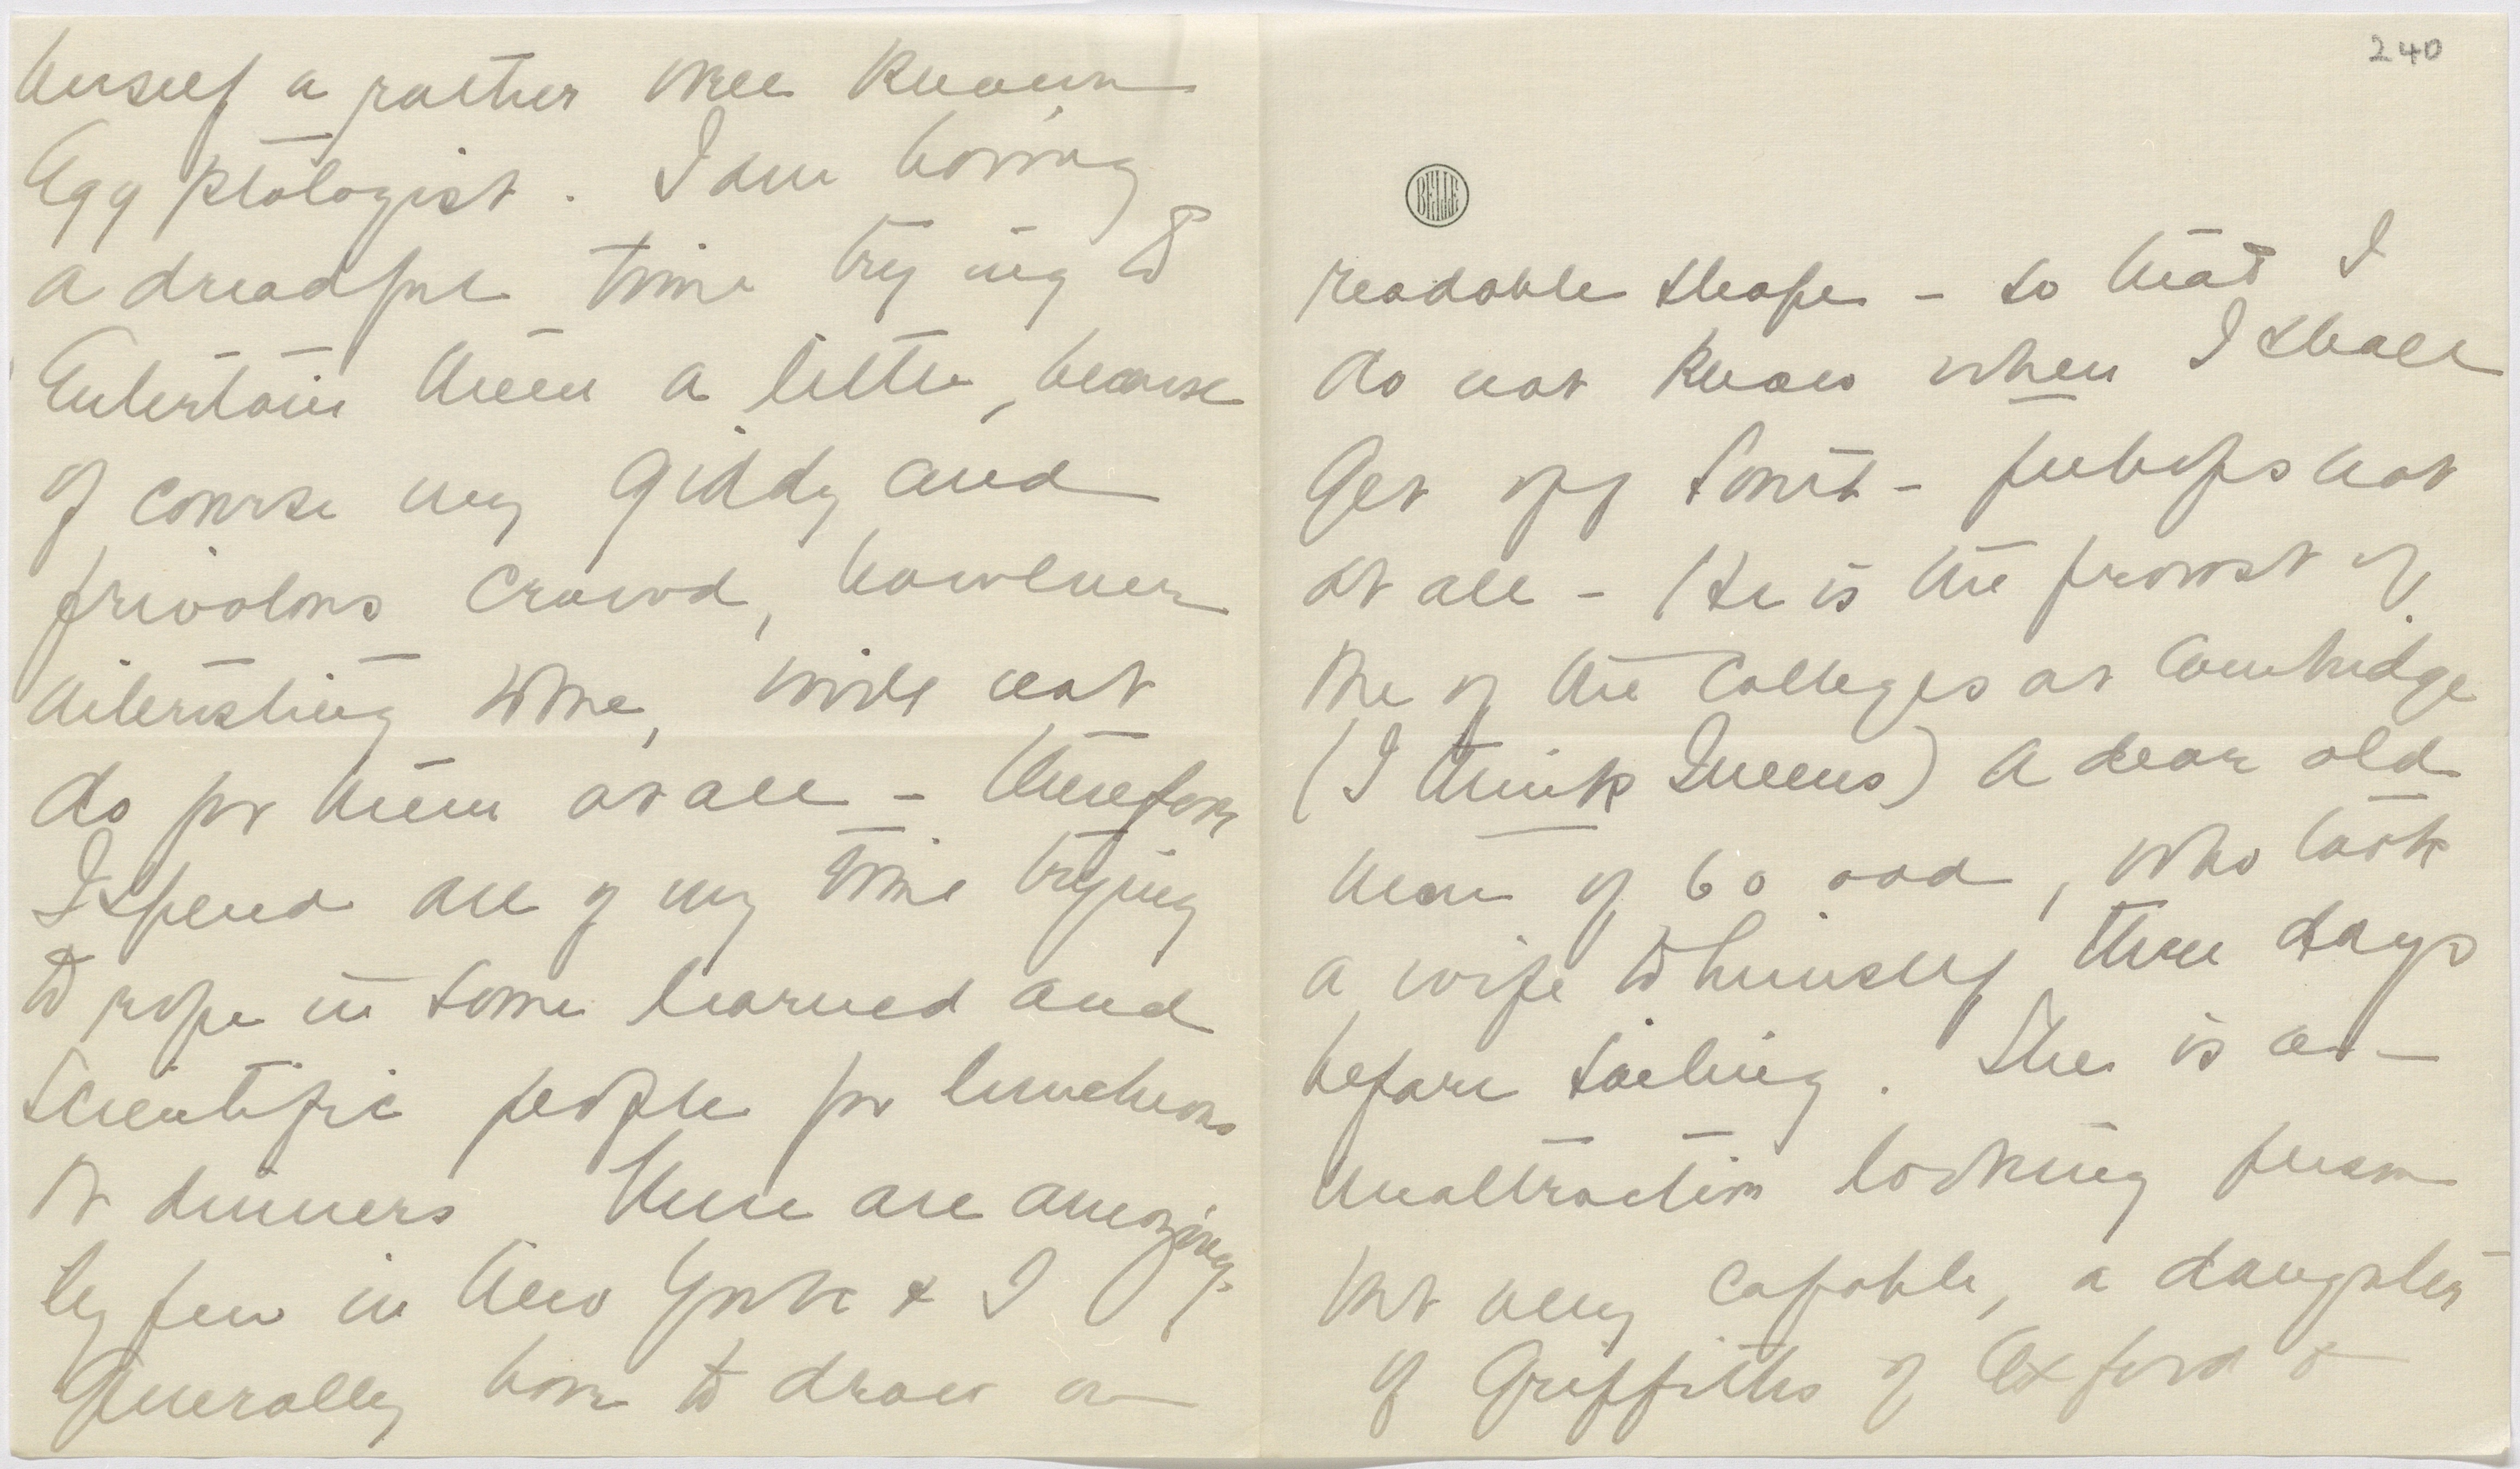 herself a rather well known
Egyptologist. I am having
a dreadful time trying to
Entertain them a little, because
of course my giddy and
frivolous crowd, however
interesting to me, will not
do for them at all – therefore
I spend all of my time trying
to rope in some learned and
Scientific people for luncheons
or dinners There are amazing-
ly few in New York & I
Generally have to draw on
240
BELLE
readable shape – so that I
do not know when I shall
Get off South – perhaps not
at all – He is the provost of
one of the Colleges at Cambridge
(I think Queens) a dear old
man of 60 odd, who took
a wife to himself three days
before sailing. She is an
unattractive looking person
but very capable, a daughter
of Griffiths of Oxford &